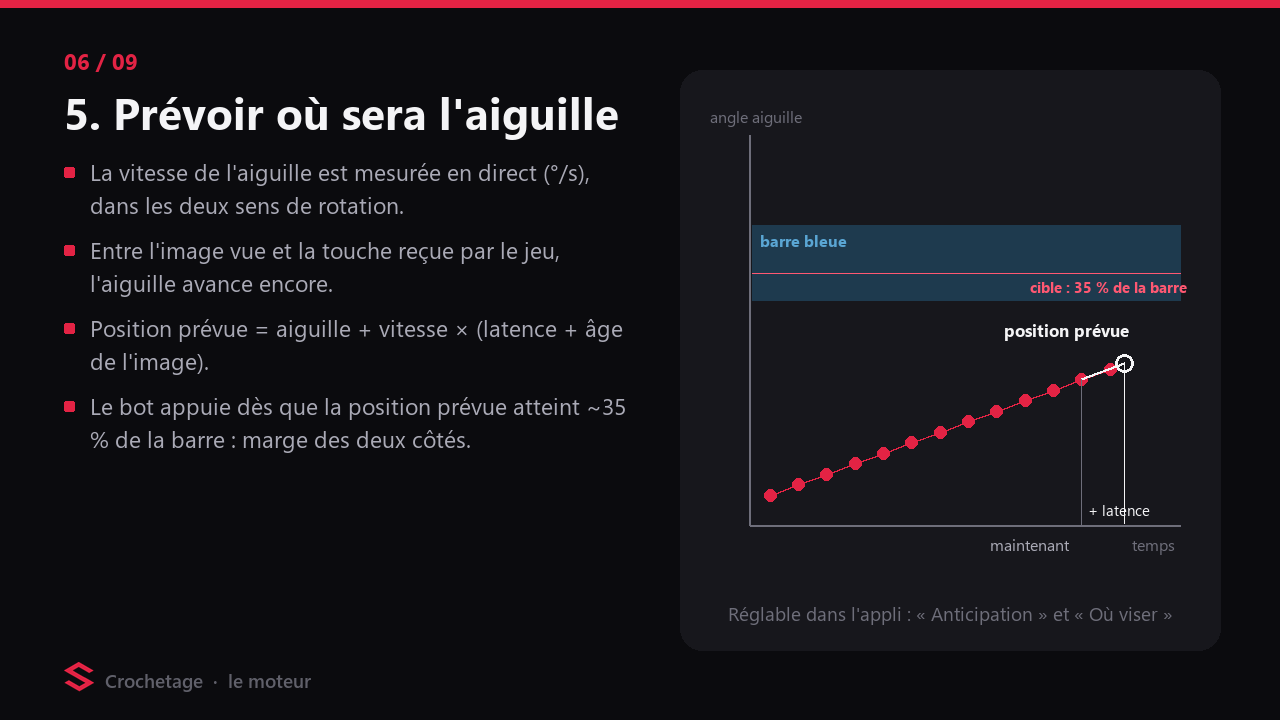 06 / 09
5. Prévoir où sera l'aiguille
La vitesse de l'aiguille est mesurée en direct (°/s),
dans les deux sens de rotation.
Entre l'image vue et la touche reçue par le jeu,
l'aiguille avance encore.
Position prévue = aiguille + vitesse × (latence + âge
de l'image).
Le bot appuie dès que la position prévue atteint ~35
% de la barre : marge des deux côtés.
angle aiguille
barre bleue
cible : 35 % de la barre
position prévue
+ latence
maintenant
temps
Réglable dans l'appli : « Anticipation » et « Où viser »
Crochetage · le moteur